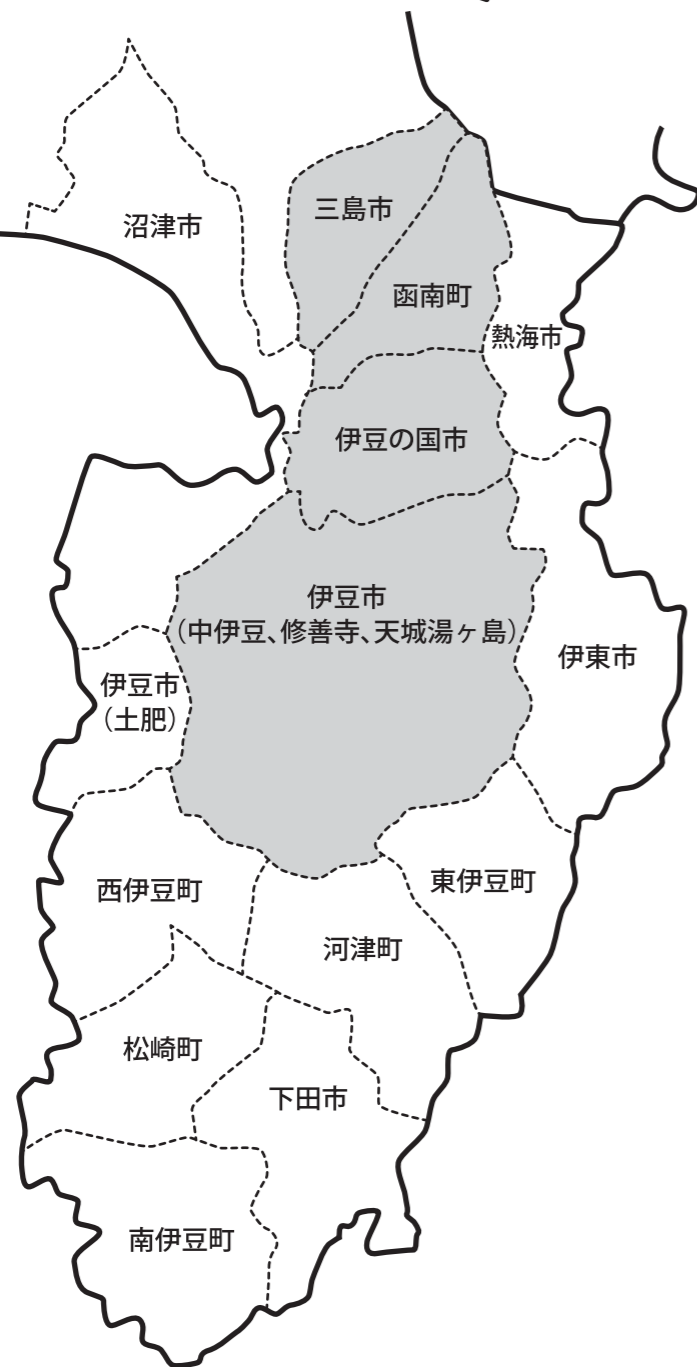 三島市
沼津市
函南町
熱海市
伊豆の国市
伊豆市
(中伊豆、修善寺、天城湯ヶ島)
伊東市
伊豆市
(土肥)
東伊豆町
西伊豆町
河津町
松崎町
下田市
南伊豆町